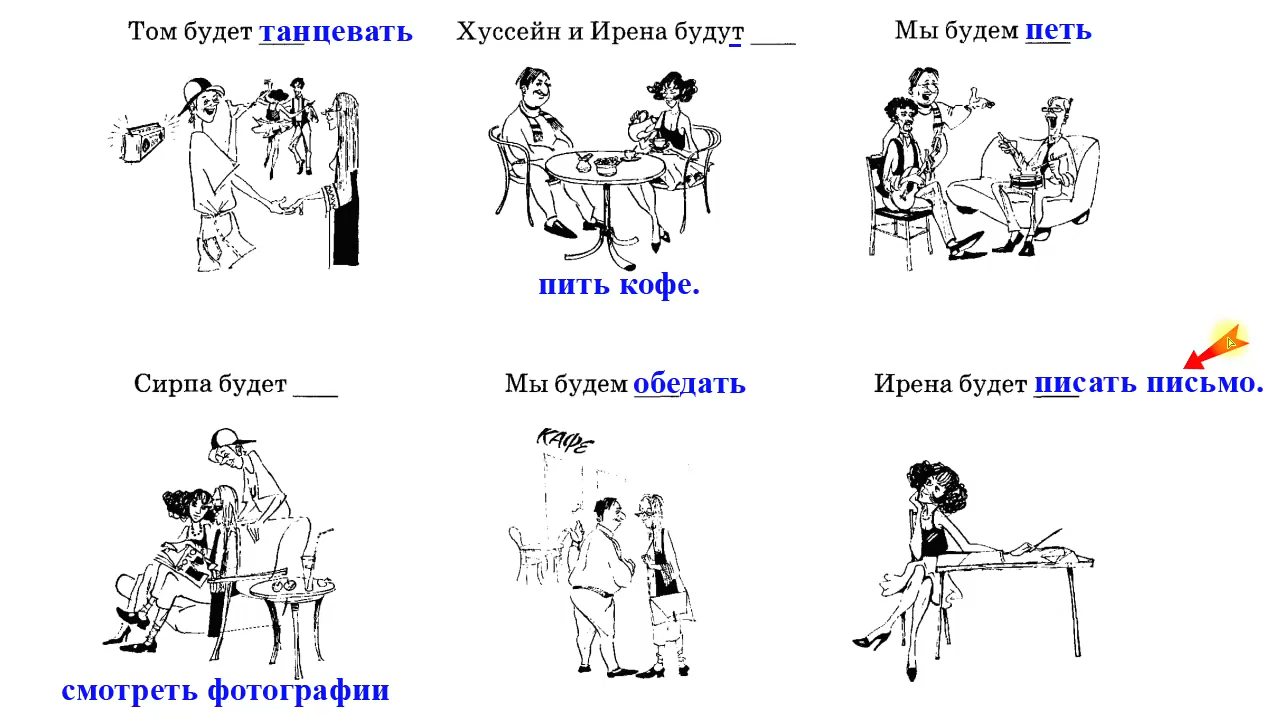 Том будет танцевать
Хуссейн и Ирена будут ____
Мы будем петь
пить кофе.
Сирпа будет ____
Мы будем обедать
Ирена будет писать письмо.
КАФЕ
смотреть фотографии